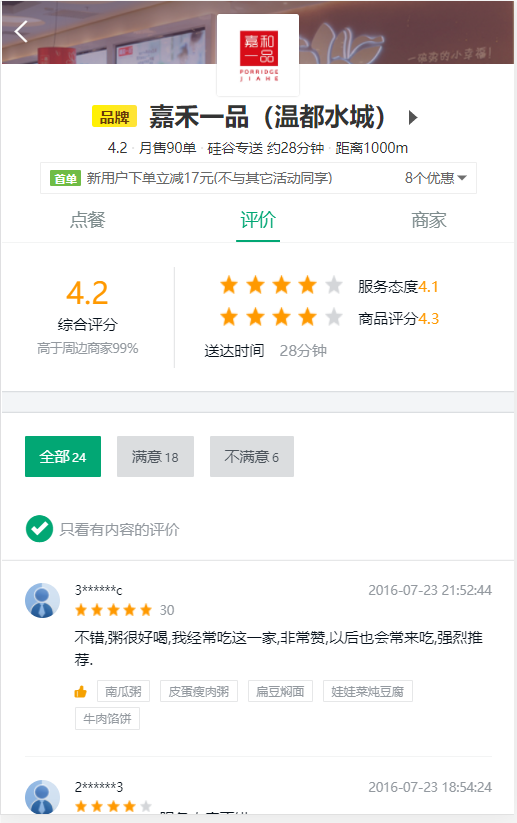 一碗粥的小幸福!
嘉和
一品
PORRIDGE
JIAHE
品牌 嘉禾一品（温都水城）
4.2 · 月售90单 · 硅谷专送 约28分钟 · 距离1000m
首单 新用户下单立减17元(不与其它活动同享) 8个优惠
点餐 评价 商家
4.2
综合评分
高于周边商家99%
服务态度4.1
商品评分4.3
送达时间 28分钟
全部24 满意18 不满意6
只看有内容的评价
3******c 2016-07-23 21:52:44
30
不错,粥很好喝,我经常吃这一家,非常赞,以后也会常来吃,强烈推
荐.
南瓜粥 皮蛋瘦肉粥 扁豆焖面 娃娃菜炖豆腐
牛肉馅饼
2******3 2016-07-23 18:54:24